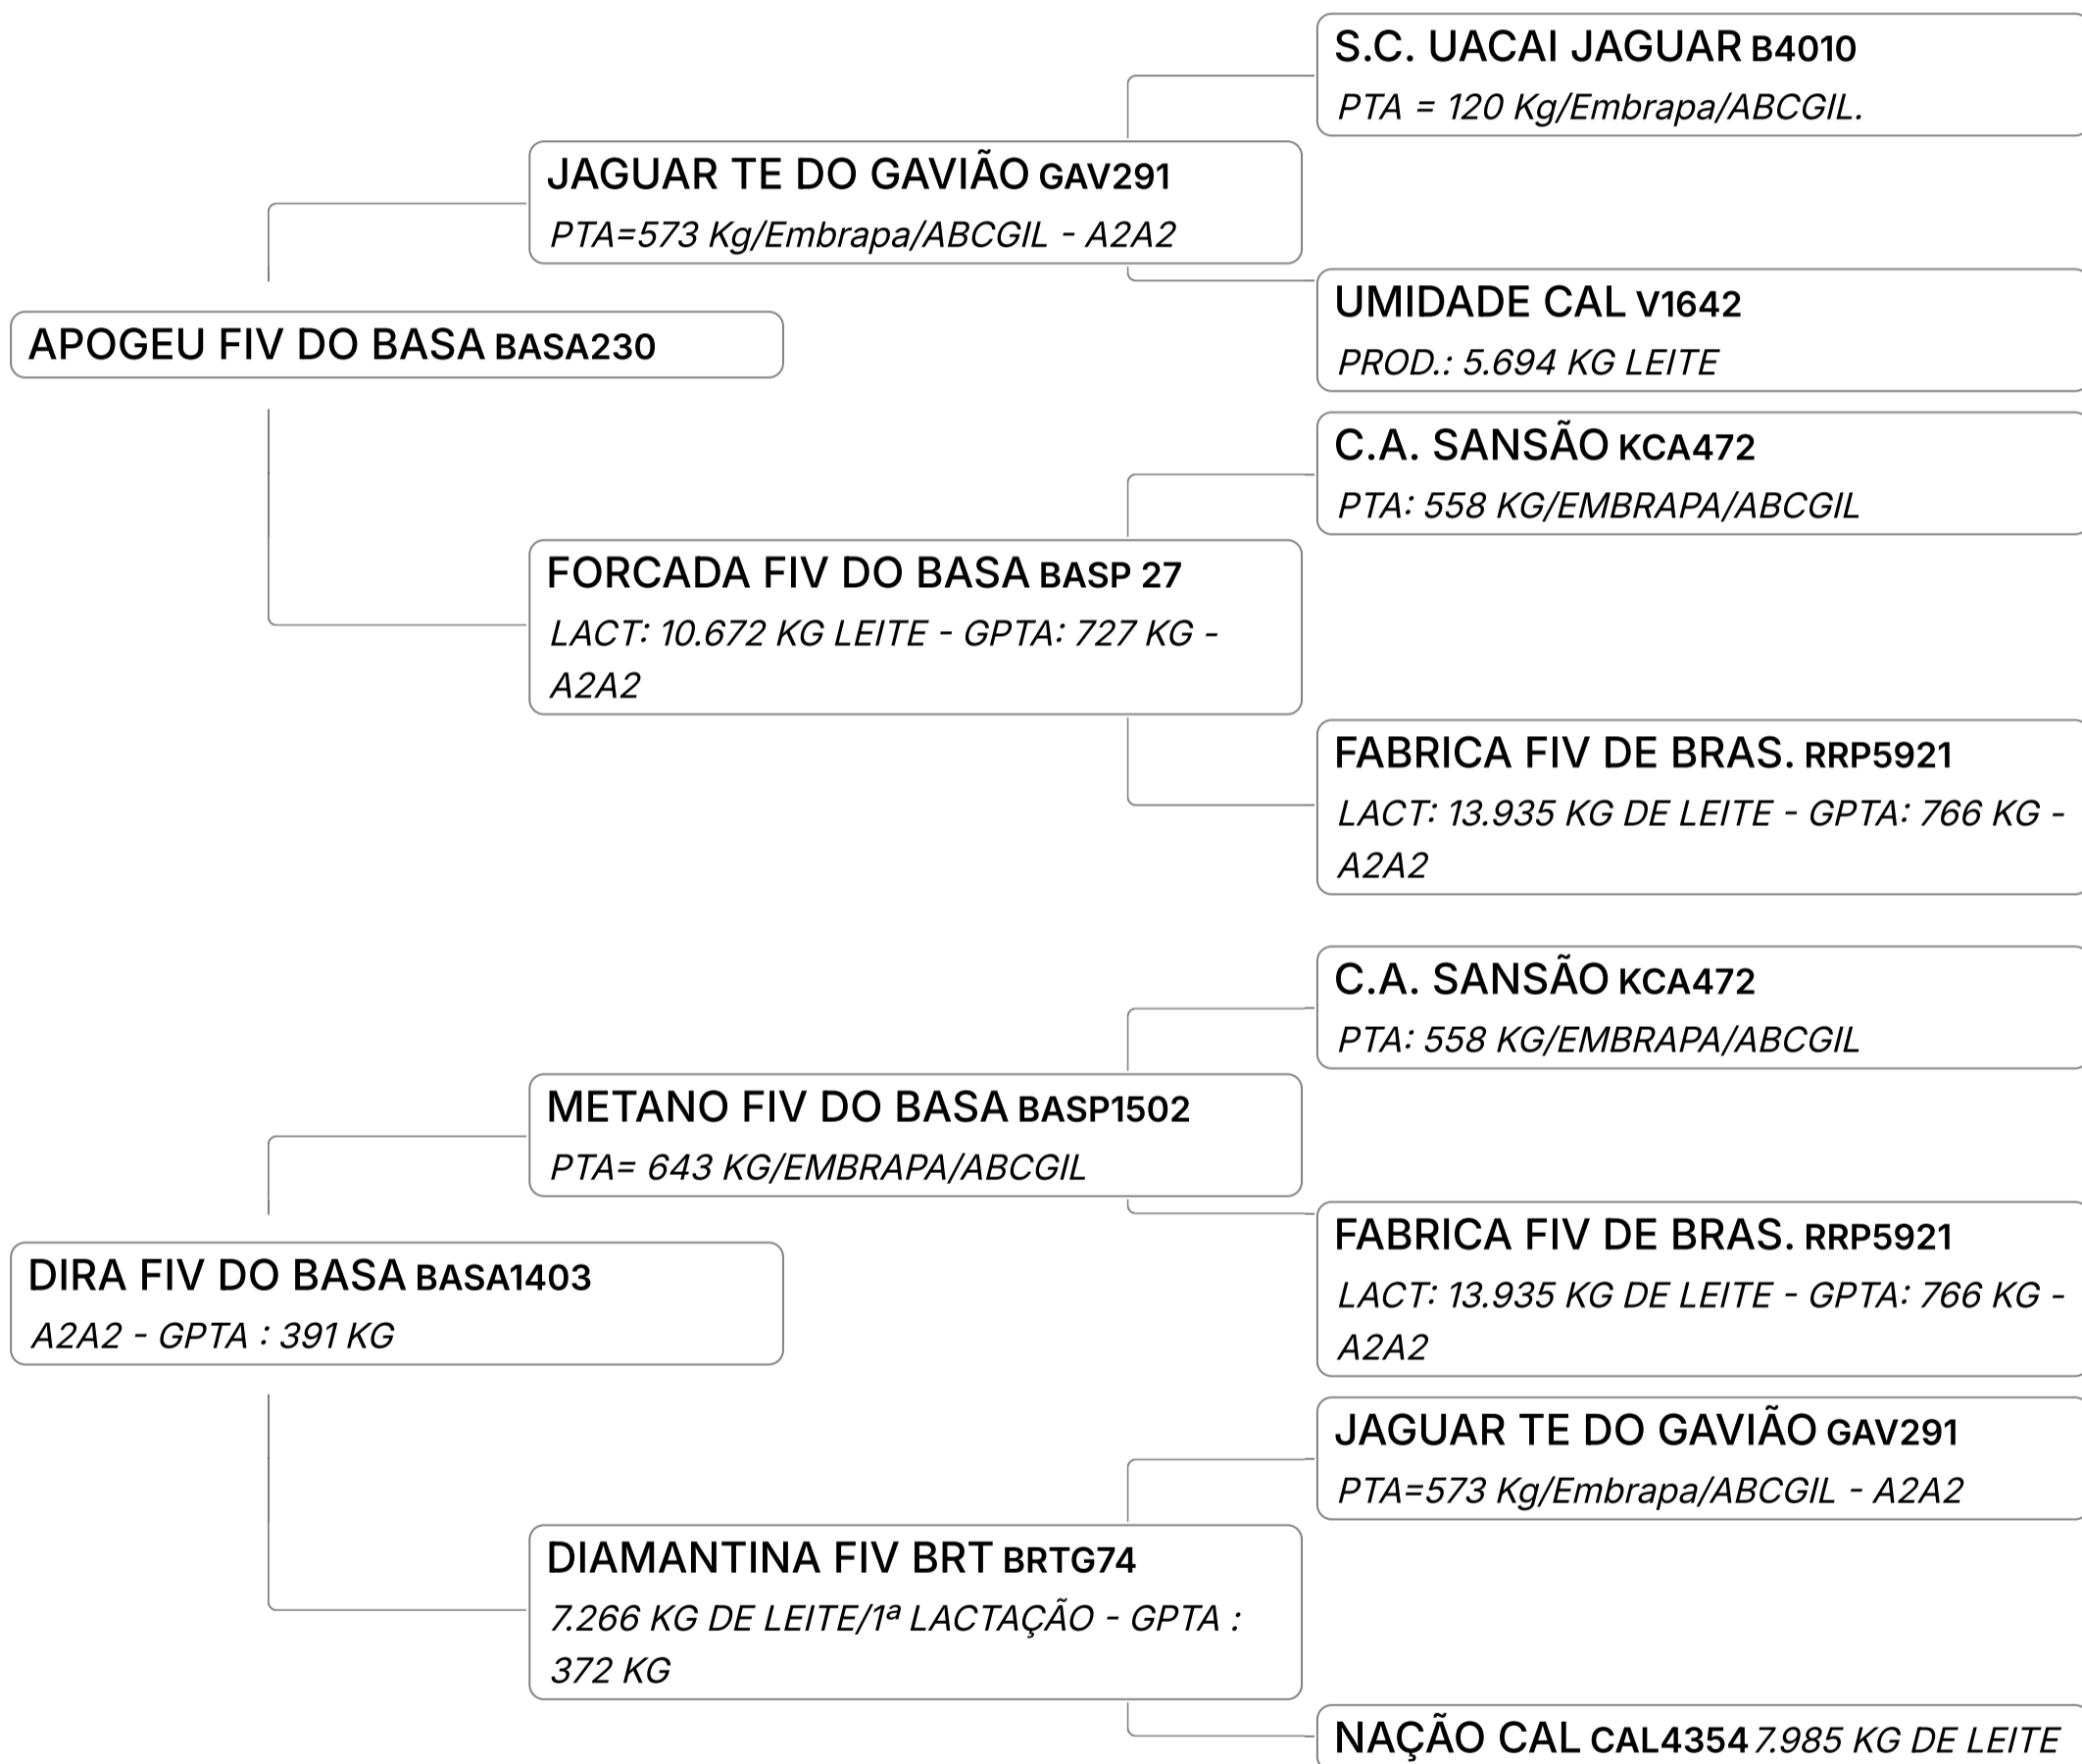 S.C. UACAI JAGUAR B4010
PTA = 120 Kg/Embrapa/ABCGIL.
JAGUAR TE DO GAVIÃO GAV291
PTA=573 Kg/Embrapa/ABCGIL - A2A2
UMIDADE CAL V1642
PROD.: 5.694 KG LEITE
APOGEU FIV DO BASA BASA230
C.A. SANSÃO KCA472
PTA: 558 KG/EMBRAPA/ABCGIL
FORCADA FIV DO BASA BASP 27
LACT: 10.672 KG LEITE - GPTA: 727 KG -
A2A2
FABRICA FIV DE BRAS. RRP5921
LACT: 13.935 KG DE LEITE - GPTA: 766 KG -
A2A2
C.A. SANSÃO KCA472
PTA: 558 KG/EMBRAPA/ABCGIL
METANO FIV DO BASA BASP1502
PTA= 643 KG/EMBRAPA/ABCGIL
FABRICA FIV DE BRAS. RRP5921
LACT: 13.935 KG DE LEITE - GPTA: 766 KG -
A2A2
DIRA FIV DO BASA BASA1403
A2A2 - GPTA : 391 KG
JAGUAR TE DO GAVIÃO GAV291
PTA=573 Kg/Embrapa/ABCGIL - A2A2
DIAMANTINA FIV BRT BRTG74
7.266 KG DE LEITE/1ª LACTAÇÃO - GPTA :
372 KG
NAÇÃO CAL CAL4354 7.985 KG DE LEITE